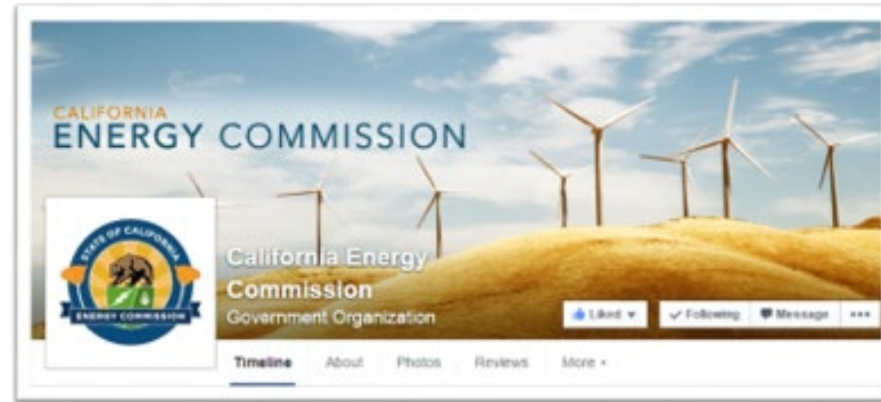 CALIFORNIA
ENERGY COMMISSION
STATE OF CALIFORNIA
ENERGY COMMISSION
California Energy
Commission
Government Organization
Liked
Following
Message
Timeline
About
Photos
Reviews
More